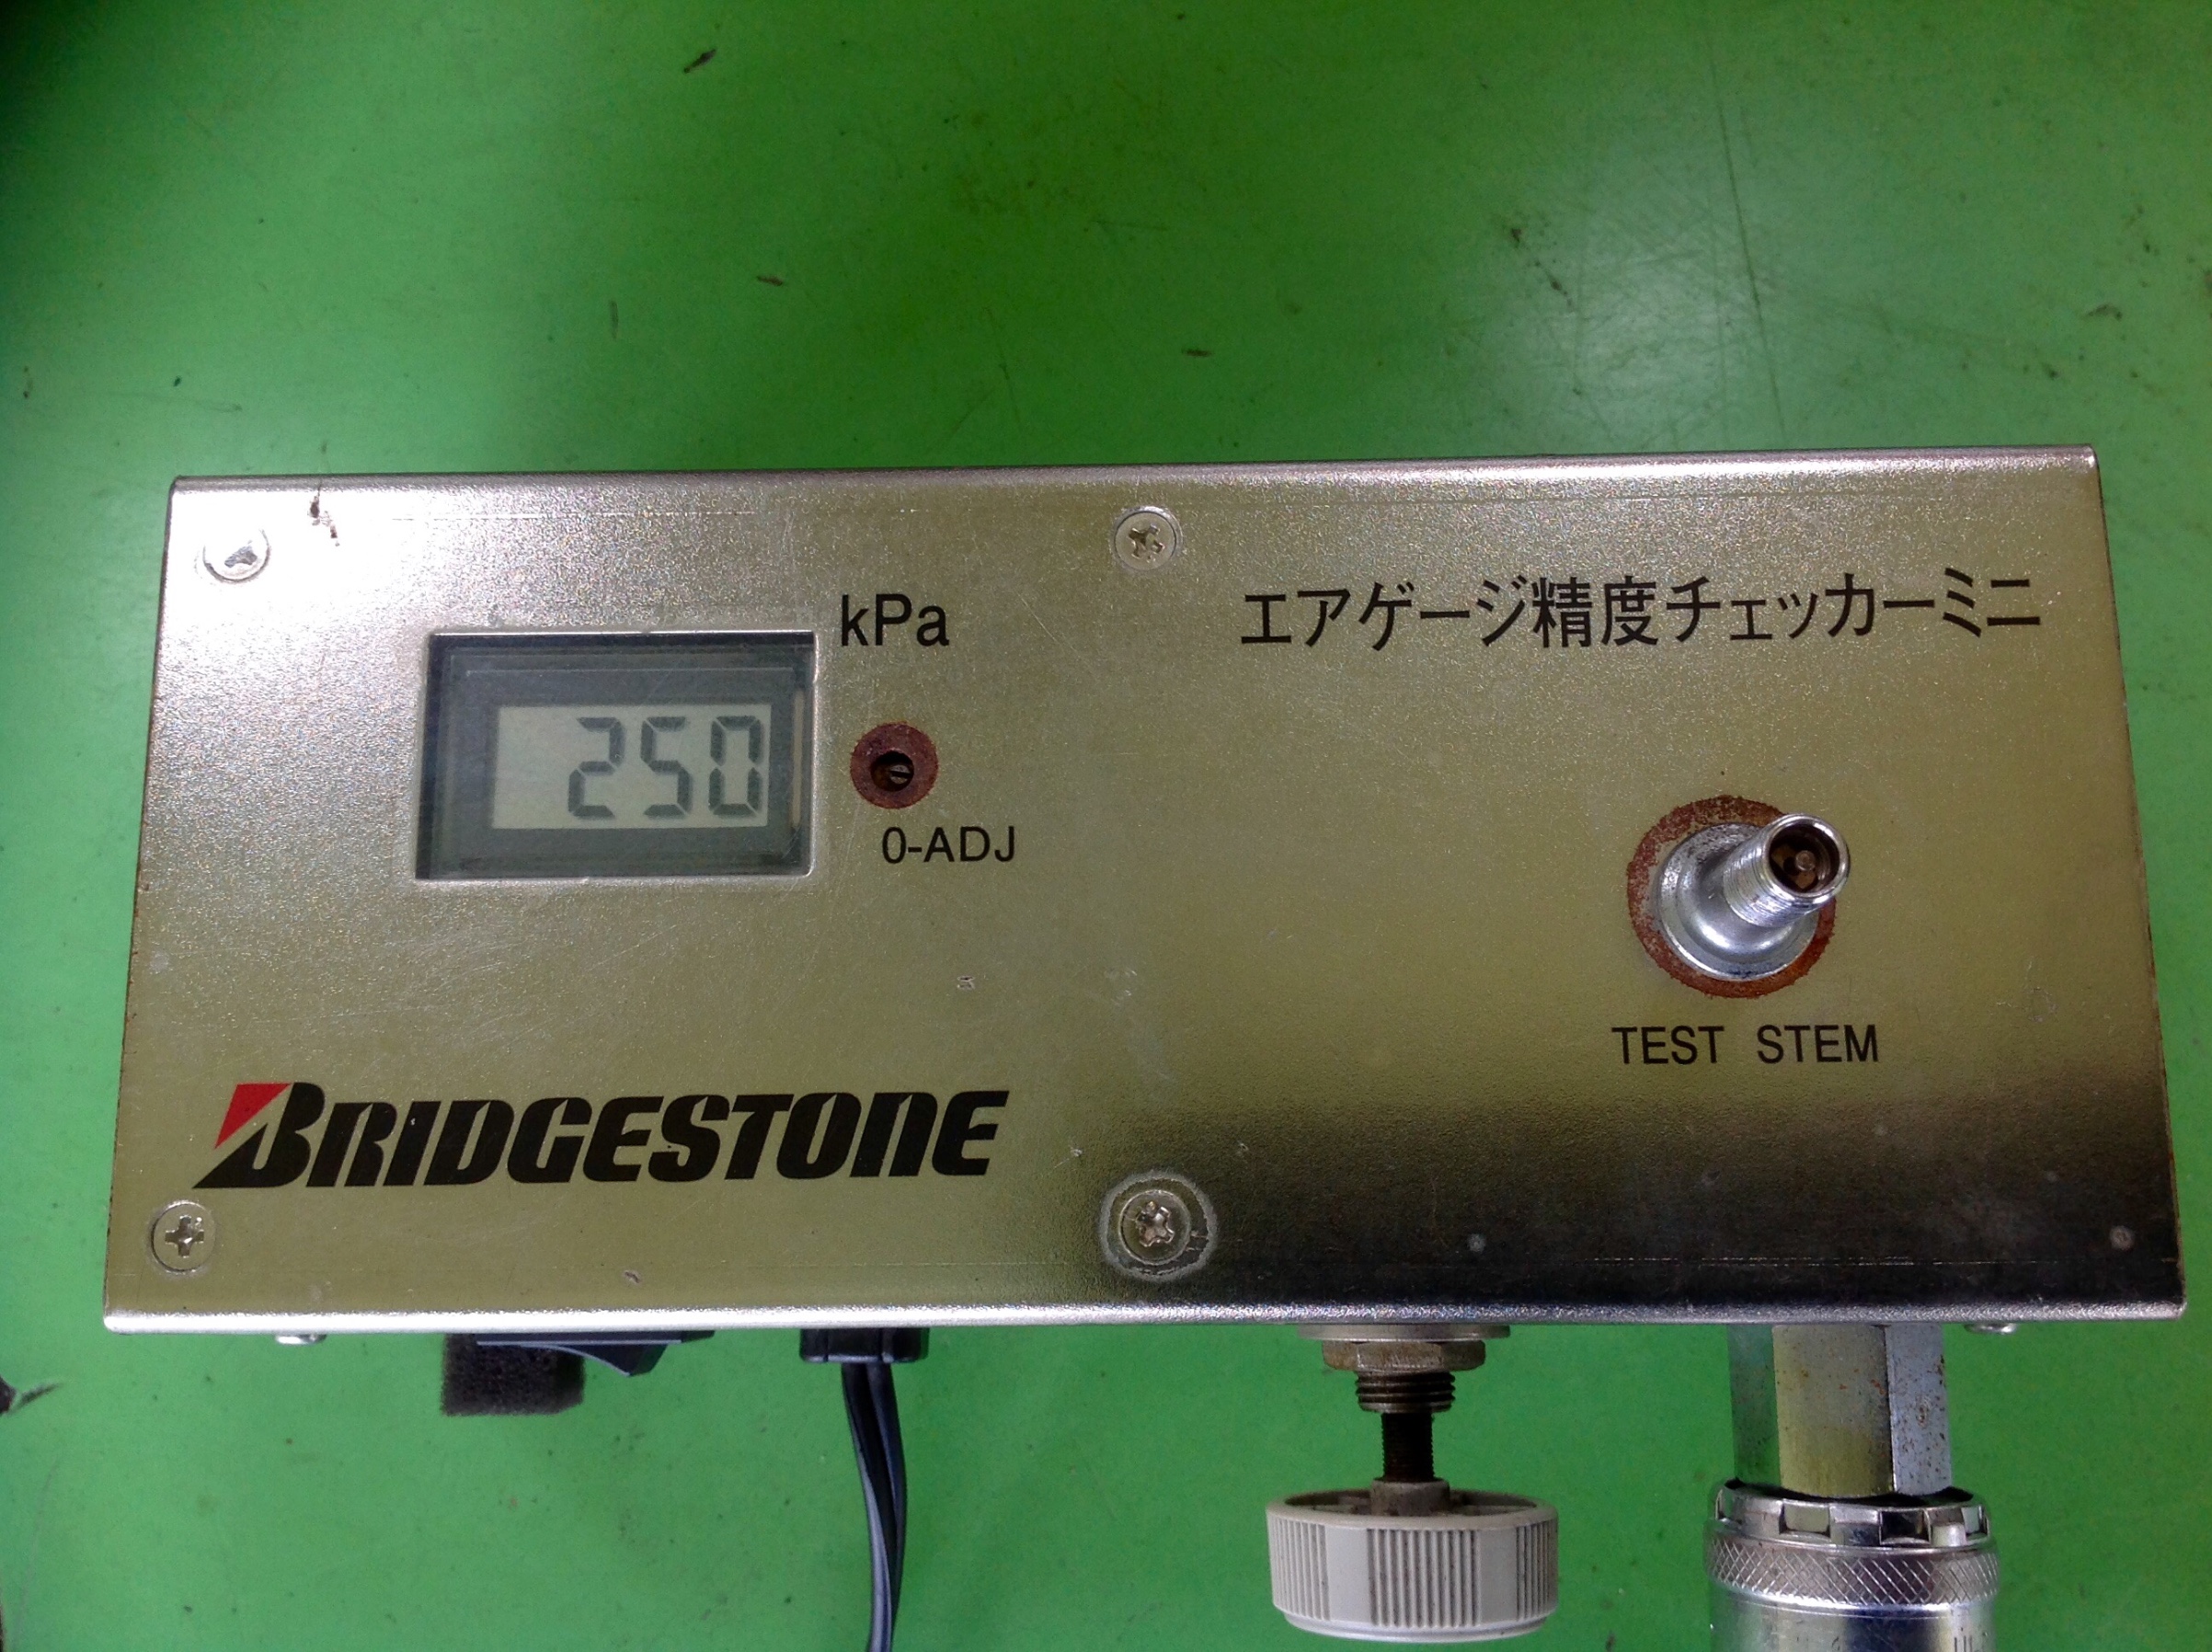 kPa
エアゲージ精度チェッカーミニ
250
0-ADJ
TEST STEM
BRIDGESTONE